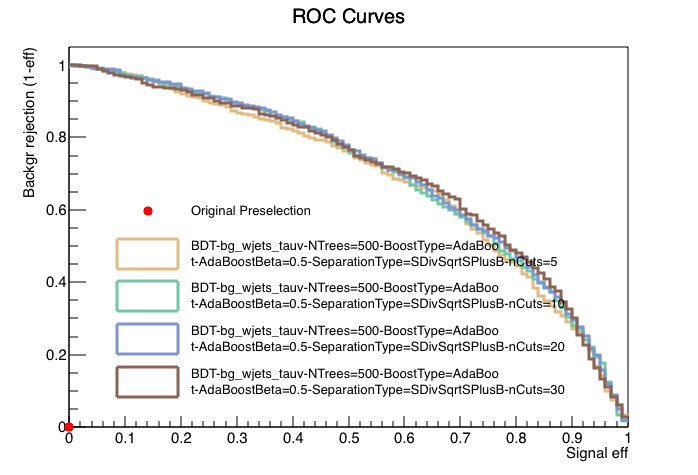 ROC Curves
Backgr rejection (1-eff)
1
0.8
0.6
0.4
0.2
0
Original Preselection
BDT-bg_wjets_tauv-NTrees=500-BoostType=AdaBoo
t-AdaBoostBeta=0.5-SeparationType=SDivSqrtSPlusB-nCuts=5
BDT-bg_wjets_tauv-NTrees=500-BoostType=AdaBoo
t-AdaBoostBeta=0.5-SeparationType=SDivSqrtSPlusB-nCuts=10
BDT-bg_wjets_tauv-NTrees=500-BoostType=AdaBoo
t-AdaBoostBeta=0.5-SeparationType=SDivSqrtSPlusB-nCuts=20
BDT-bg_wjets_tauv-NTrees=500-BoostType=AdaBoo
t-AdaBoostBeta=0.5-SeparationType=SDivSqrtSPlusB-nCuts=30
0 0.1 0.2 0.3 0.4 0.5 0.6 0.7 0.8 0.9 1
Signal eff